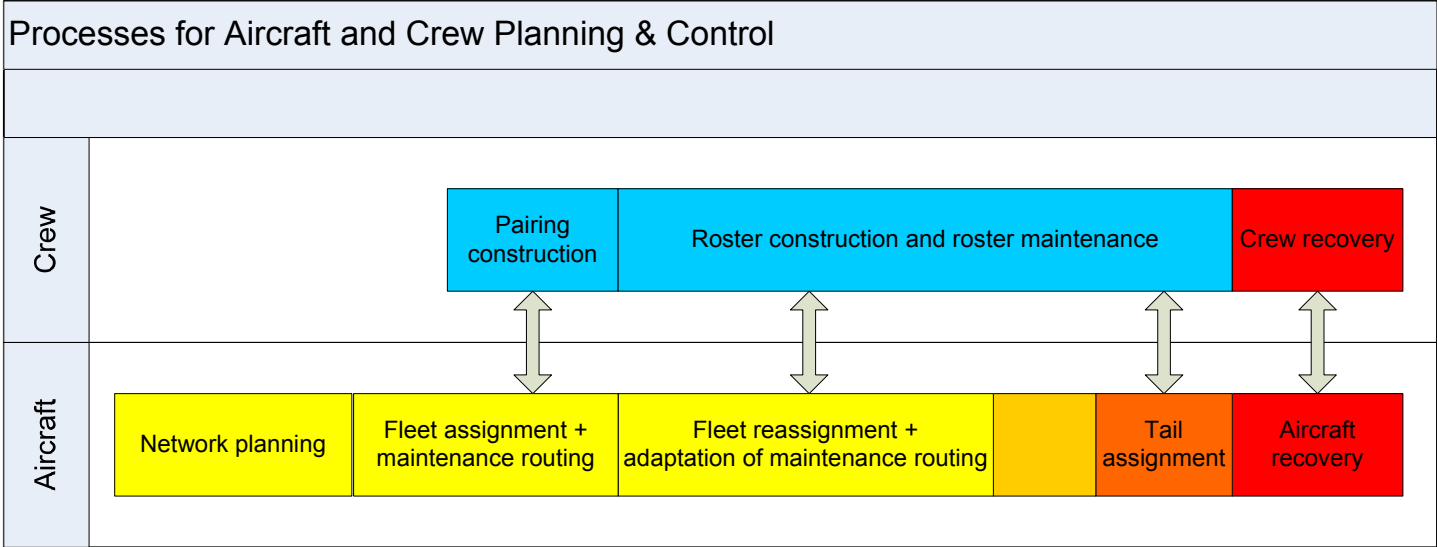 Processes for Aircraft and Crew Planning & Control
Crew
Pairing
construction
Roster construction and roster maintenance
Crew recovery
Aircraft
Network planning
Fleet assignment +
maintenance routing
Fleet reassignment +
adaptation of maintenance routing
Tail
assignment
Aircraft
recovery